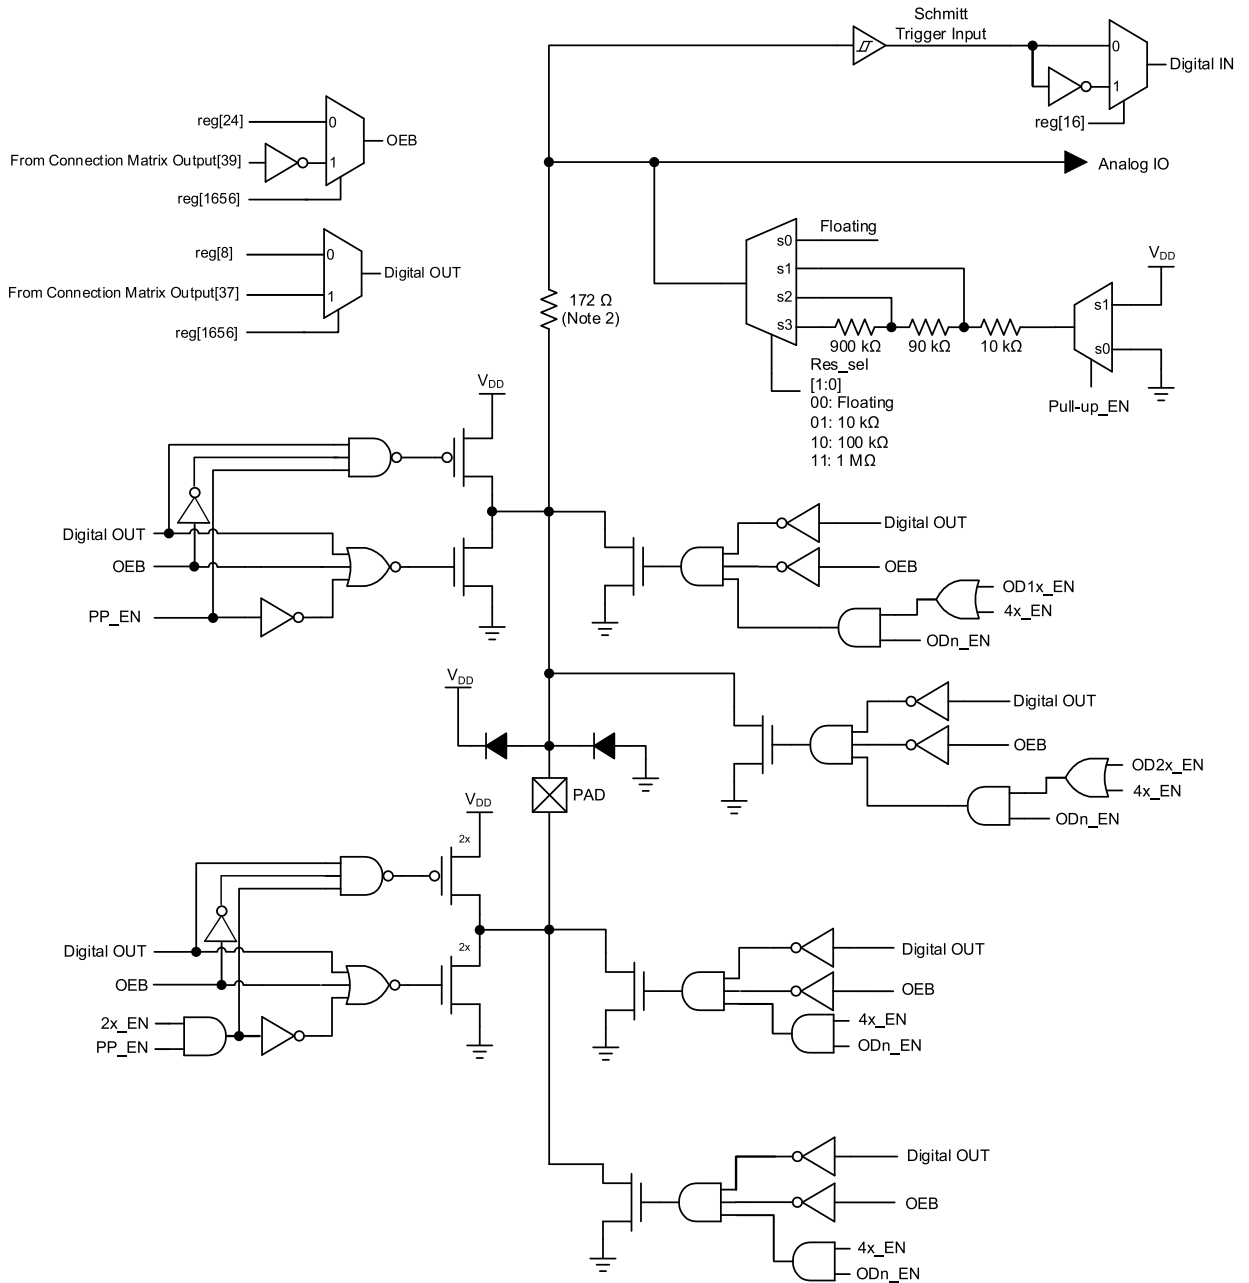 Schmitt
Trigger Input
0
1
Digital IN
reg[16]
reg[24]
0
From Connection Matrix Output[39]
1
OEB
reg[1656]
Analog IO
reg[8]
0
From Connection Matrix Output[37]
1
Digital OUT
reg[1656]
172 Ω
(Note 2)
Floating
s0
s1
s2
s3
900 kΩ
90 kΩ
10 kΩ
VDD
s1
s0
Pull-up_EN
Res_sel
[1:0]
00: Floating
01: 10 kΩ
10: 100 kΩ
11: 1 MΩ
VDD
Digital OUT
OEB
PP_EN
Digital OUT
OEB
OD1x_EN
4x_EN
ODn_EN
VDD
PAD
Digital OUT
OEB
OD2x_EN
4x_EN
ODn_EN
VDD
2x
2x
Digital OUT
OEB
2x_EN
PP_EN
Digital OUT
OEB
4x_EN
ODn_EN
Digital OUT
OEB
4x_EN
ODn_EN